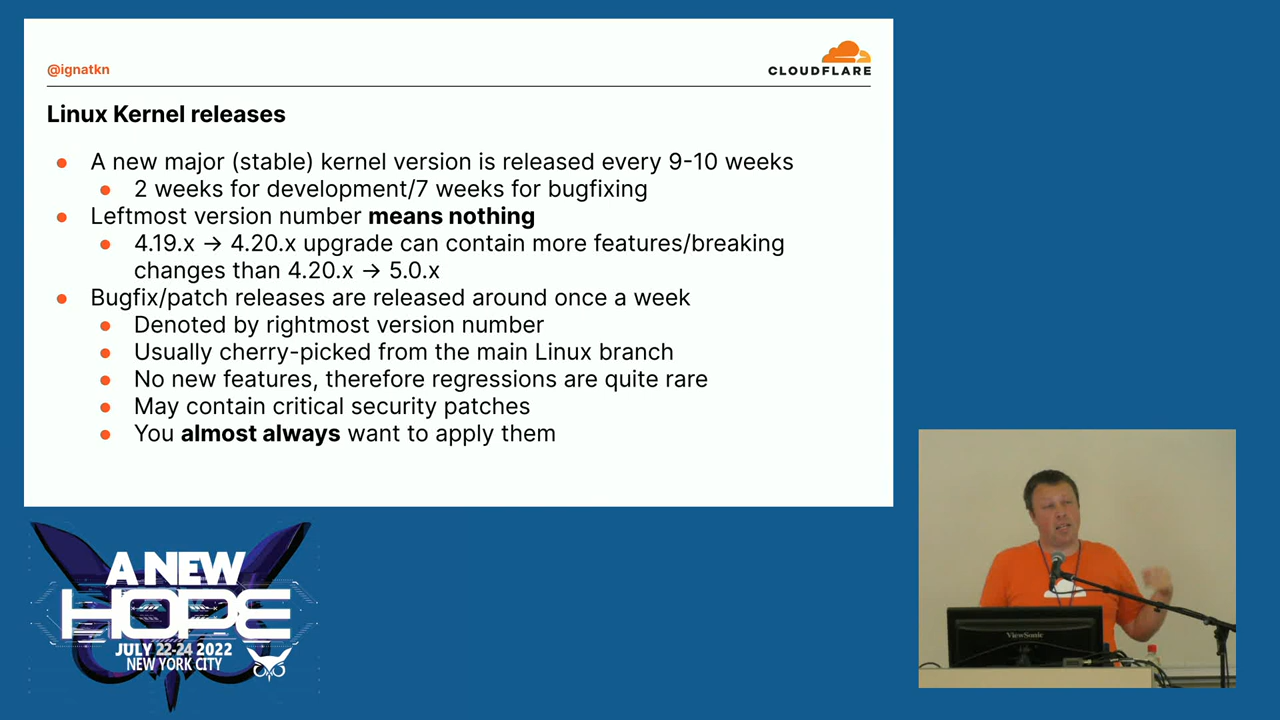 @ignatkn
CLOUDFLARE
Linux Kernel releases
A new major (stable) kernel version is released every 9-10 weeks
2 weeks for development/7 weeks for bugfixing
Leftmost version number means nothing
4.19.x → 4.20.x upgrade can contain more features/breaking
changes than 4.20.x → 5.0.x
Bugfix/patch releases are released around once a week
Denoted by rightmost version number
Usually cherry-picked from the main Linux branch
No new features, therefore regressions are quite rare
May contain critical security patches
You almost always want to apply them
A NEW
HOPE
JULY 22-24 2022
NEW YORK CITY
ViewSonic